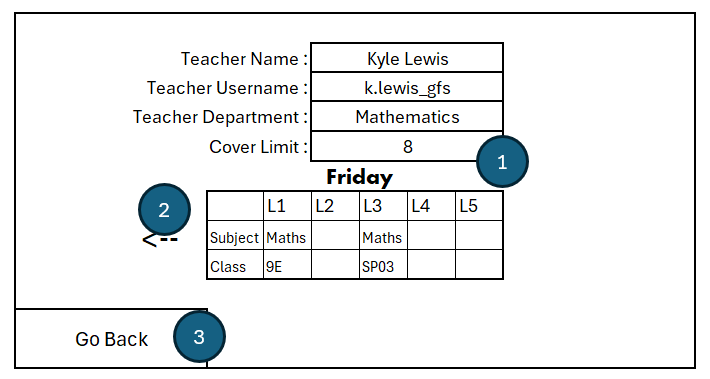 Teacher Name : Kyle Lewis
Teacher Username : k.lewis_gfs
Teacher Department : Mathematics
Cover Limit : 8
1
Friday
2
L1 L2 L3 L4 L5
<--
Subject Maths Maths
Class 9E SP03
Go Back 3